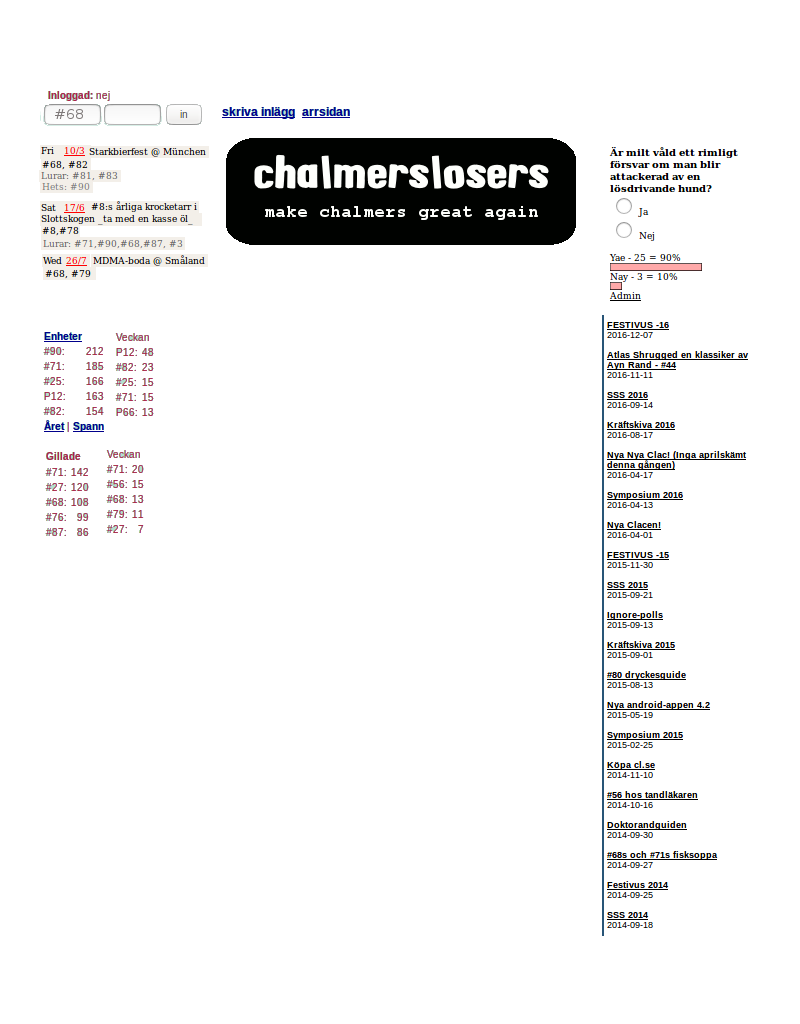 Inloggad: nej
#68
in
skriva inlägg arrsidan
Fri 10/3 Starkbierfest @ München
#68, #82
Lurar: #81, #83
Hets: #90
Sat 17/6 #8:s årliga krocketarr i
Slottskogen _ta med en kasse öl_
#8,#78
Lurar: #71,#90,#68,#87, #3
Wed 26/7 MDMA-boda @ Småland
#68, #79
chalmerslosers
make chalmers great again
Är milt våld ett rimligt
försvar om man blir
attackerad av en
lösdrivande hund?
Ja
Nej
Yae - 25 = 90%
Nay - 3 = 10%
Admin
Enheter
#90: 212
#71: 185
#25: 166
P12: 163
#82: 154
Året | Spann
Veckan
P12: 48
#82: 23
#25: 15
#71: 15
P66: 13
Gillade
#71: 142
#27: 120
#68: 108
#76: 99
#87: 86
Veckan
#71: 20
#56: 15
#68: 13
#79: 11
#27: 7
FESTIVUS -16
2016-12-07
Atlas Shrugged en klassiker av
Ayn Rand - #44
2016-11-11
SSS 2016
2016-09-14
Kräftskiva 2016
2016-08-17
Nya Nya Clac! (Inga aprilskämt
denna gången)
2016-04-17
Symposium 2016
2016-04-13
Nya Clacen!
2016-04-01
FESTIVUS -15
2015-11-30
SSS 2015
2015-09-21
Ignore-polls
2015-09-13
Kräftskiva 2015
2015-09-01
#80 dryckesguide
2015-08-13
Nya android-appen 4.2
2015-05-19
Symposium 2015
2015-02-25
Köpa cl.se
2014-11-10
#56 hos tandläkaren
2014-10-16
Doktorandguiden
2014-09-30
#68s och #71s fisksoppa
2014-09-27
Festivus 2014
2014-09-25
SSS 2014
2014-09-18